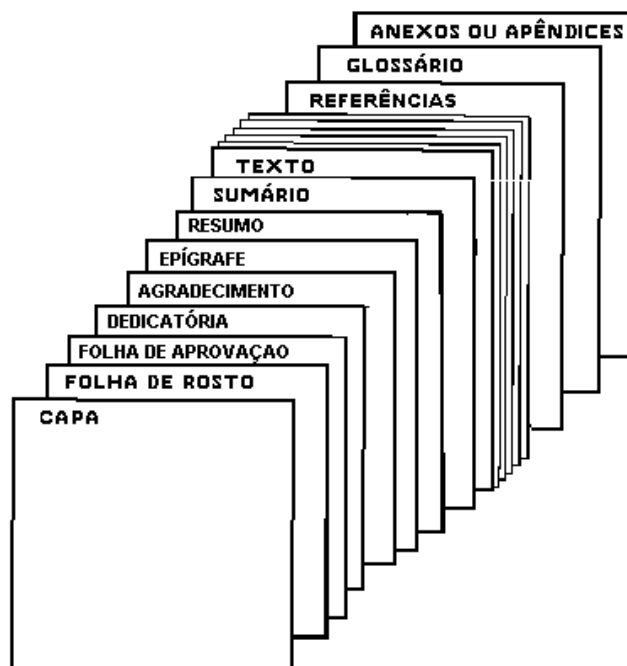 ANEXOS OU APÊNDICES
GLOSSÁRIO
REFERÊNCIAS
TEXTO
SUMÁRIO
RESUMO
EPÍGRAFE
AGRADECIMENTO
DEDICATÓRIA
FOLHA DE APROVAÇAO
FOLHA DE ROSTO
CAPA